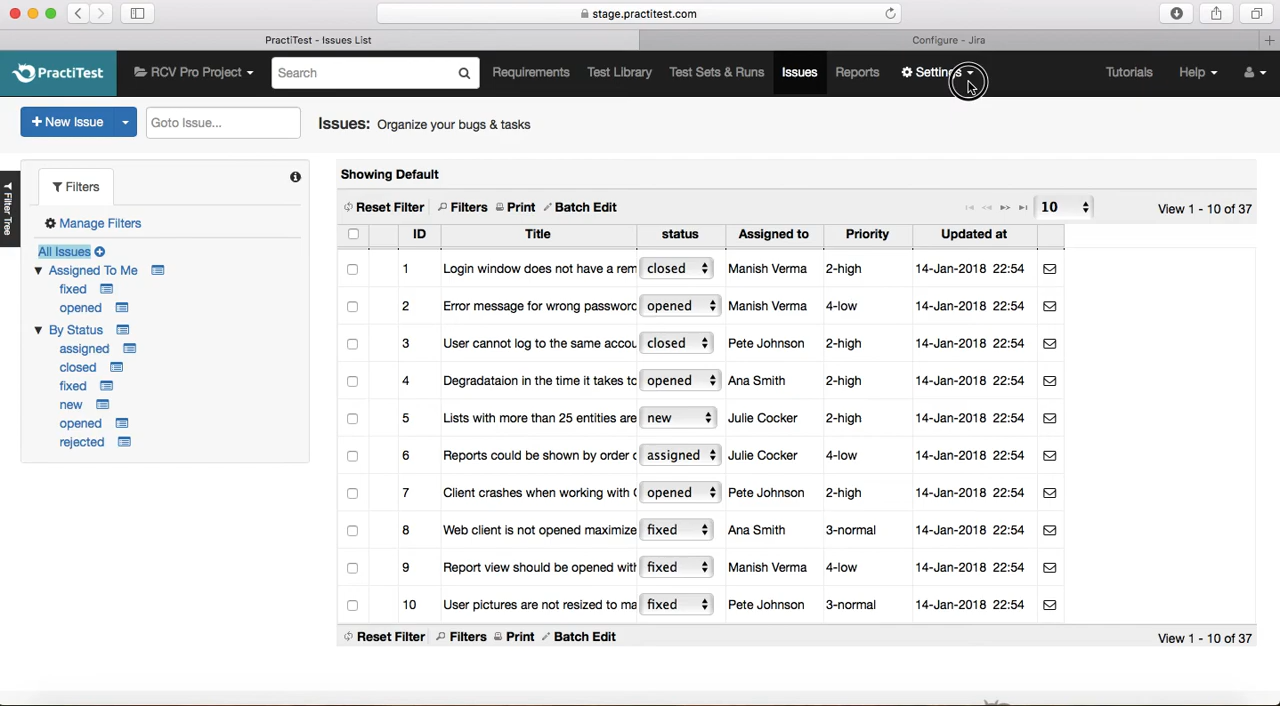 stage.practitest.com
PractiTest - Issues List
Configure - Jira
PractiTest
RCV Pro Project
Search
Requirements
Test Library
Test Sets & Runs
Issues
Reports
Settings
Tutorials
Help
+ New Issue
Goto Issue...
Issues: Organize your bugs & tasks
Filter Tree
Filters
Manage Filters
All Issues
Assigned To Me
fixed
opened
By Status
assigned
closed
fixed
new
opened
rejected
Showing Default
Reset Filter Filters Print Batch Edit 10 View 1 - 10 of 37
ID Title status Assigned to Priority Updated at
1 Login window does not have a rem closed Manish Verma 2-high 14-Jan-2018 22:54
2 Error message for wrong password opened Manish Verma 4-low 14-Jan-2018 22:54
3 User cannot log to the same accou closed Pete Johnson 2-high 14-Jan-2018 22:54
4 Degradataion in the time it takes to opened Ana Smith 2-high 14-Jan-2018 22:54
5 Lists with more than 25 entities are new Julie Cocker 2-high 14-Jan-2018 22:54
6 Reports could be shown by order o assigned Julie Cocker 4-low 14-Jan-2018 22:54
7 Client crashes when working with opened Pete Johnson 2-high 14-Jan-2018 22:54
8 Web client is not opened maximize fixed Ana Smith 3-normal 14-Jan-2018 22:54
9 Report view should be opened with fixed Manish Verma 4-low 14-Jan-2018 22:54
10 User pictures are not resized to ma fixed Pete Johnson 3-normal 14-Jan-2018 22:54
Reset Filter Filters Print Batch Edit View 1 - 10 of 37